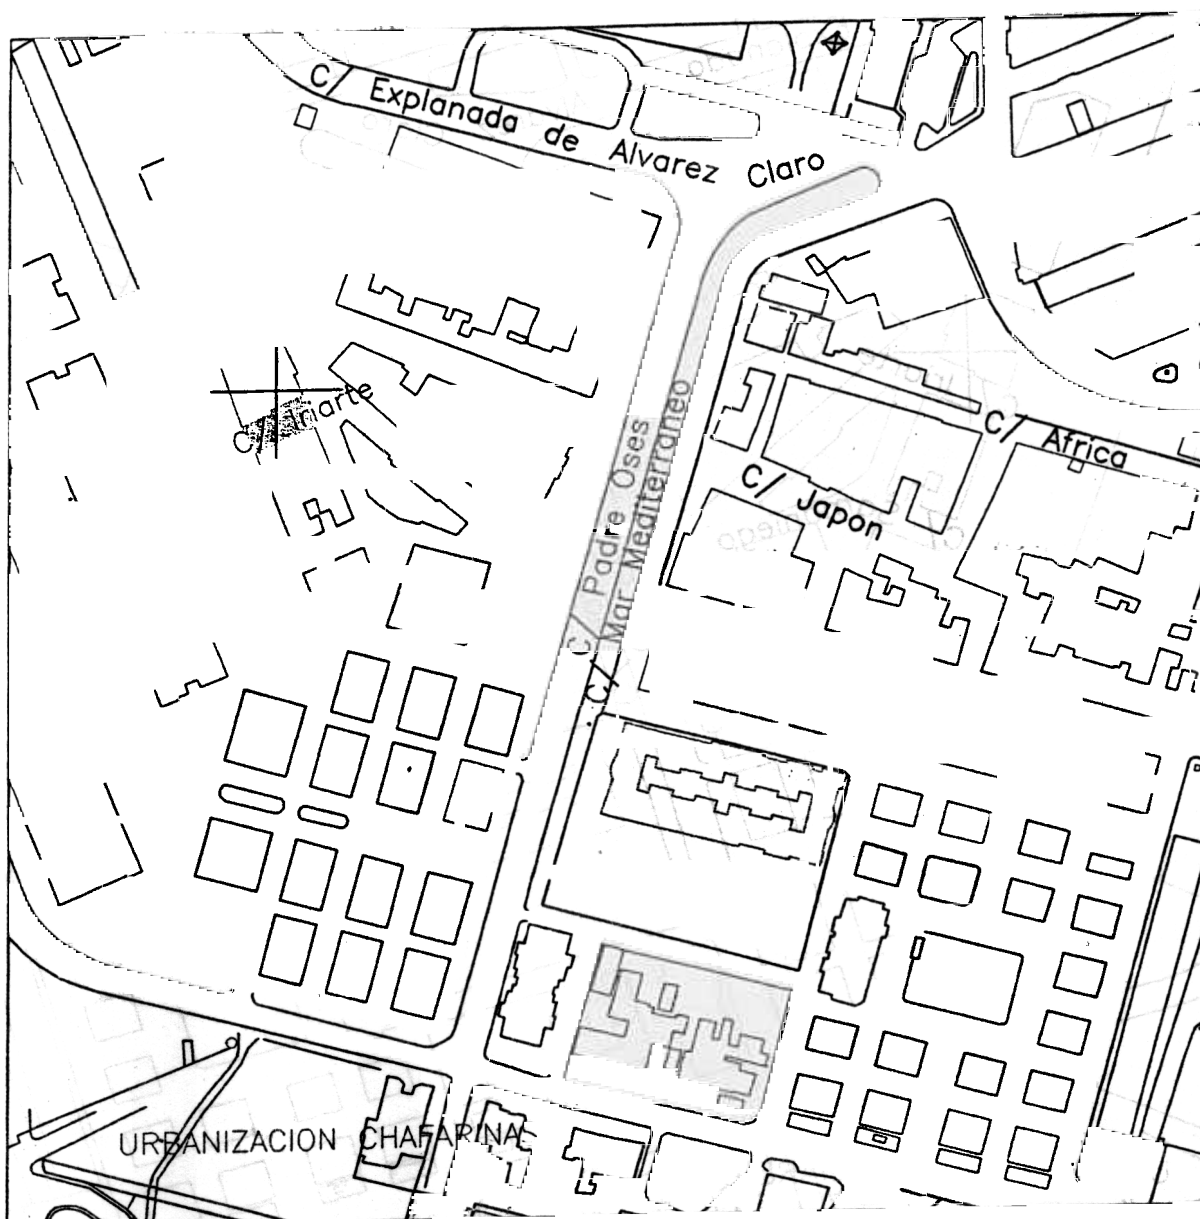 C/ Explanada de Alvarez Claro
C/ Iriarte
C/ Padre Oses
C/ Mar Mediterraneo
C/ Africa
C/ Japon
URBANIZACION CHAFARINA